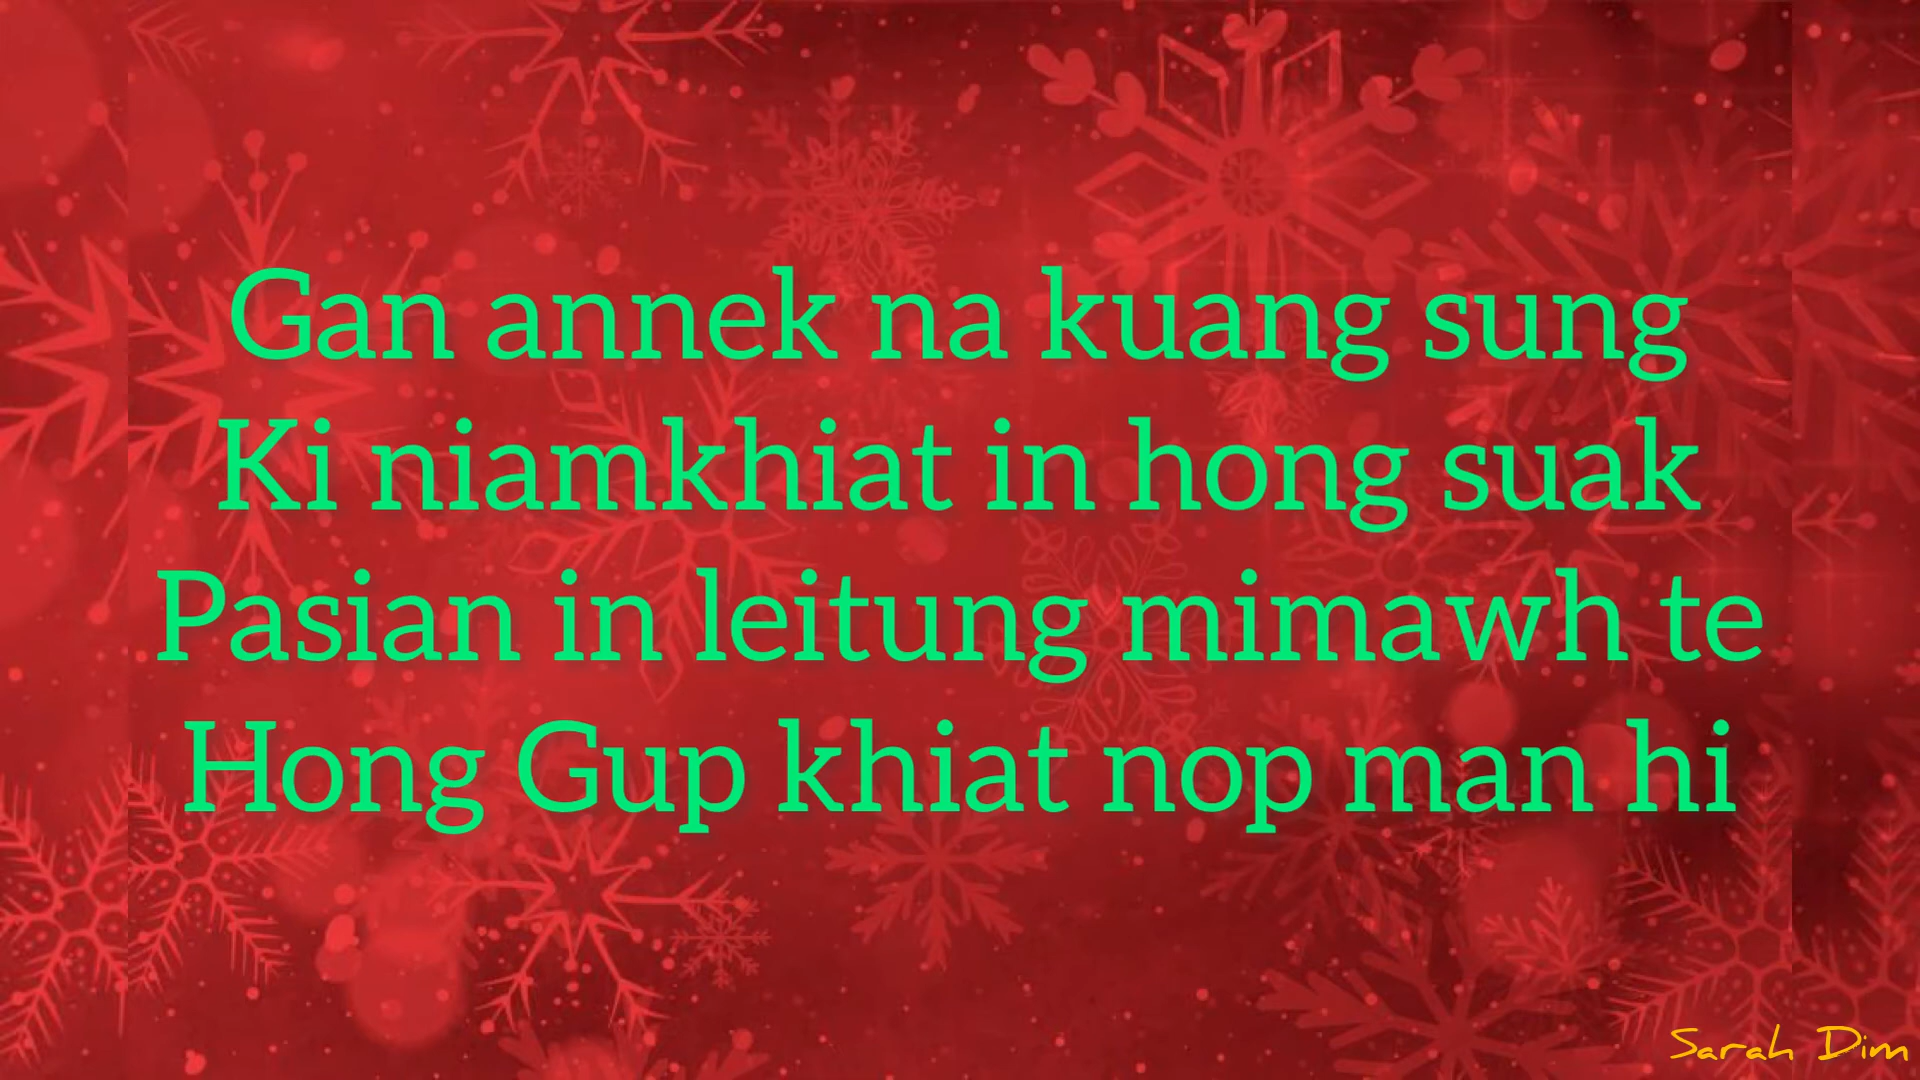 Gan annek na kuang sung
Ki niamkhiat in hong suak
Pasian in leitung mimawh te
Hong Gup khiat nop man hi
Sarah Dim